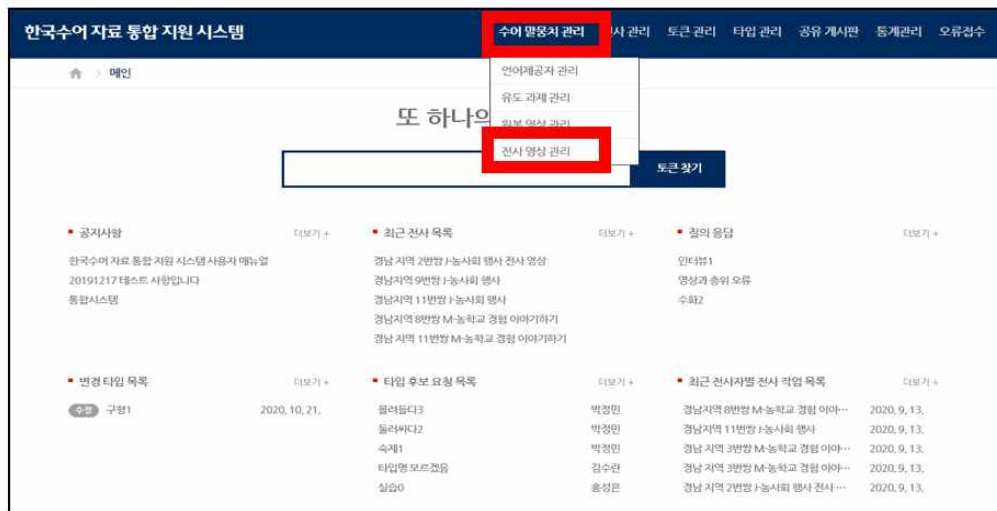 한국수어 자료 통합 지원 시스템
수어 말뭉치 관리 사 관리 토큰 관리 타입 관리 공유 게시판 통계관리 오류접수
메인
언어제공자 관리
유도 과제 관리
원본 영상 관리
전사 영상 관리
또 하나의
토큰 찾기
공지사항 더보기 +
한국수어 자료 통합 지원 시스템 사용자 매뉴얼
20191217 테스트 사항입니다
통합시스템
최근 전사 목록 더보기 +
경남 지역 2번쌍 J-농사회 행사 전사 영상
경남지역 9번쌍 J-농사회 행사
경남지역 11번쌍 J-농사회 행사
경남지역 8번쌍 M-농학교 경험 이야기하기
경남 지역 11번쌍 M-농학교 경험 이야기하기
질의 응답 더보기 +
인터뷰1
영상과 층위 오류
수화2
변경 타입 목록 더보기 +
수정 구형1 2020. 10. 21.
타입 후보 요청 목록 더보기 +
몰려들다3 박정민
둘러싸다2 박정민
숙제1 박정민
타입명 모르겠음 김수란
실습0 홍성은
최근 전사자별 전사 작업 목록 더보기 +
경남지역 8번쌍 M-농학교 경험 이야… 2020. 9. 13.
경남지역 11번쌍 J-농사회 행사 2020. 9. 13.
경남 지역 3번쌍 M-농학교 경험 이야… 2020. 9. 13.
경남 지역 3번쌍 M-농학교 경험 이야… 2020. 9. 13.
경남 지역 2번쌍 J-농사회 행사 전사 … 2020. 9. 13.